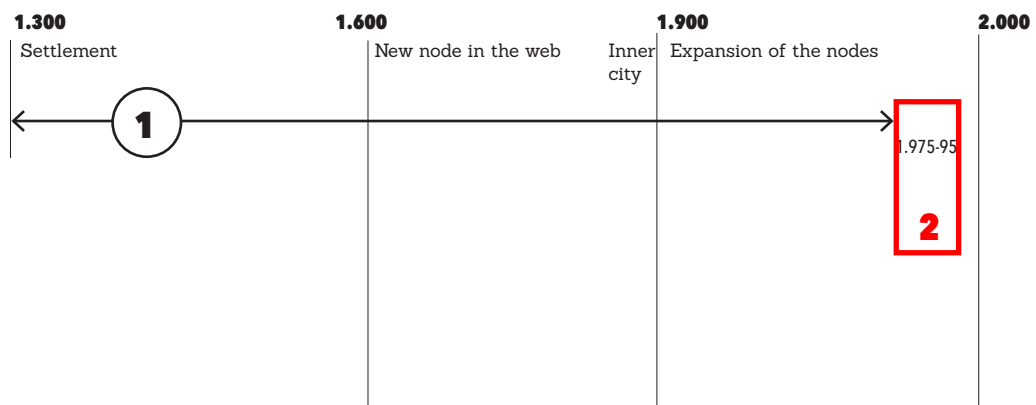 1.300
1.600
1.900
2.000
Settlement
New node in the web
Inner
city
Expansion of the nodes
1
1.975-95
2